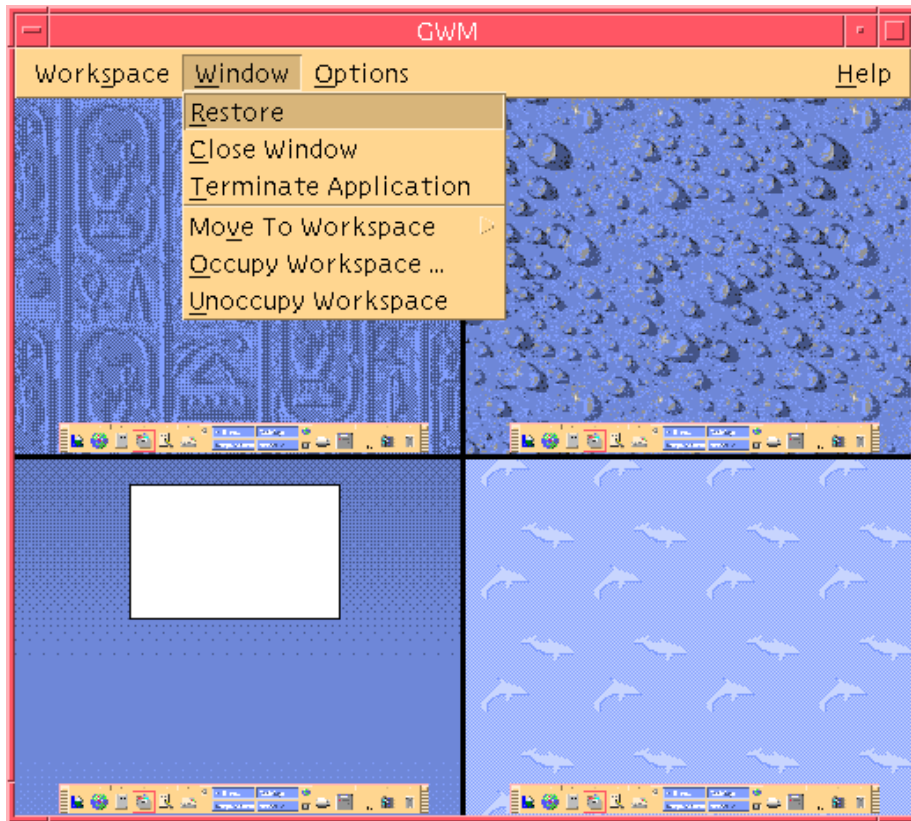 GWM
Workspace Window Options Help
Restore
Close Window
Terminate Application
Move To Workspace
Occupy Workspace ...
Unoccupy Workspace